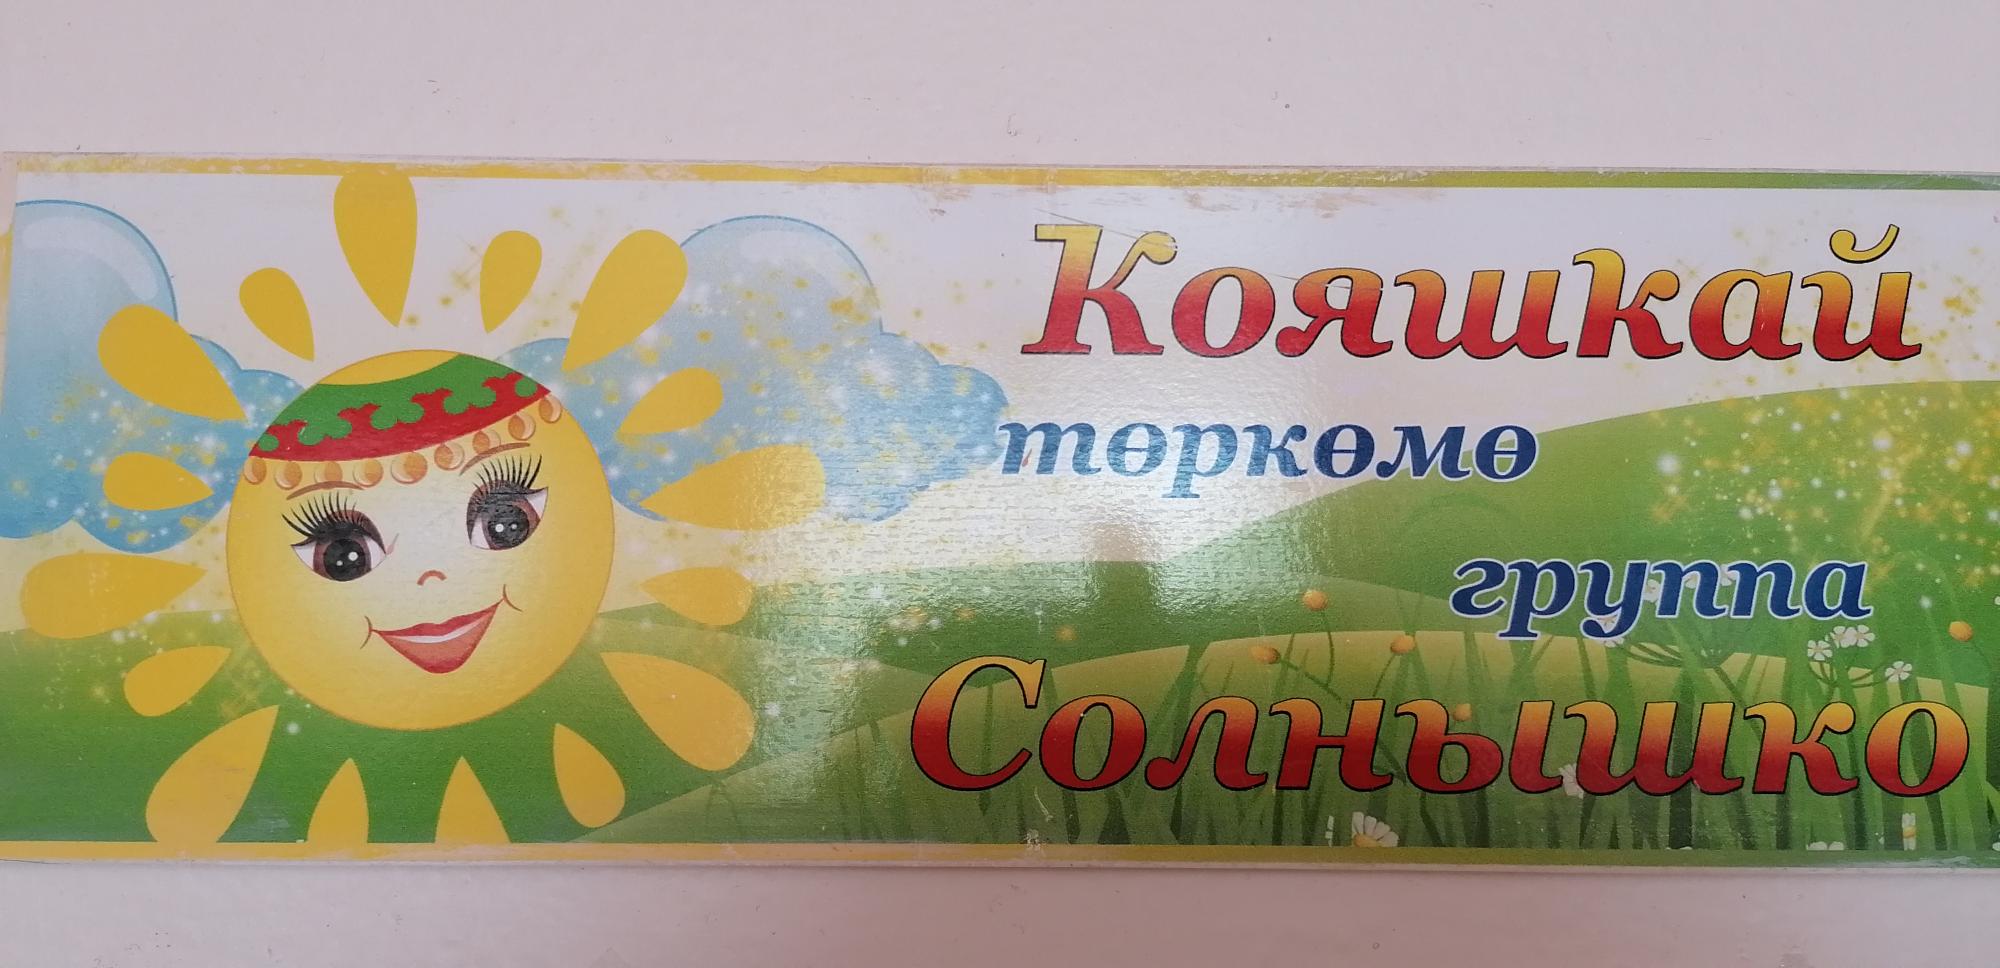 Кояшкай
төркөмө
группа
Солнышко